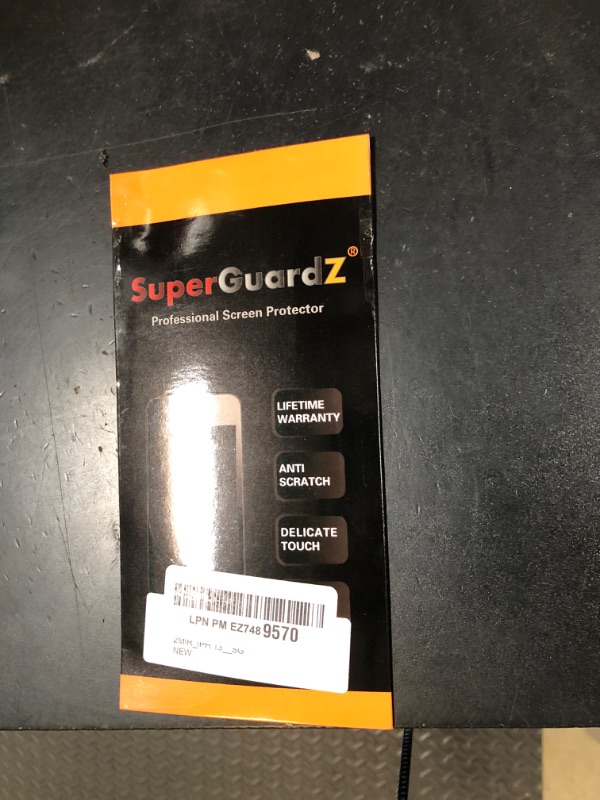 SuperGuardZ®
Professional Screen Protector
LIFETIME
WARRANTY
ANTI
SCRATCH
DELICATE
TOUCH
LPN PM EZ748 9570
NEW